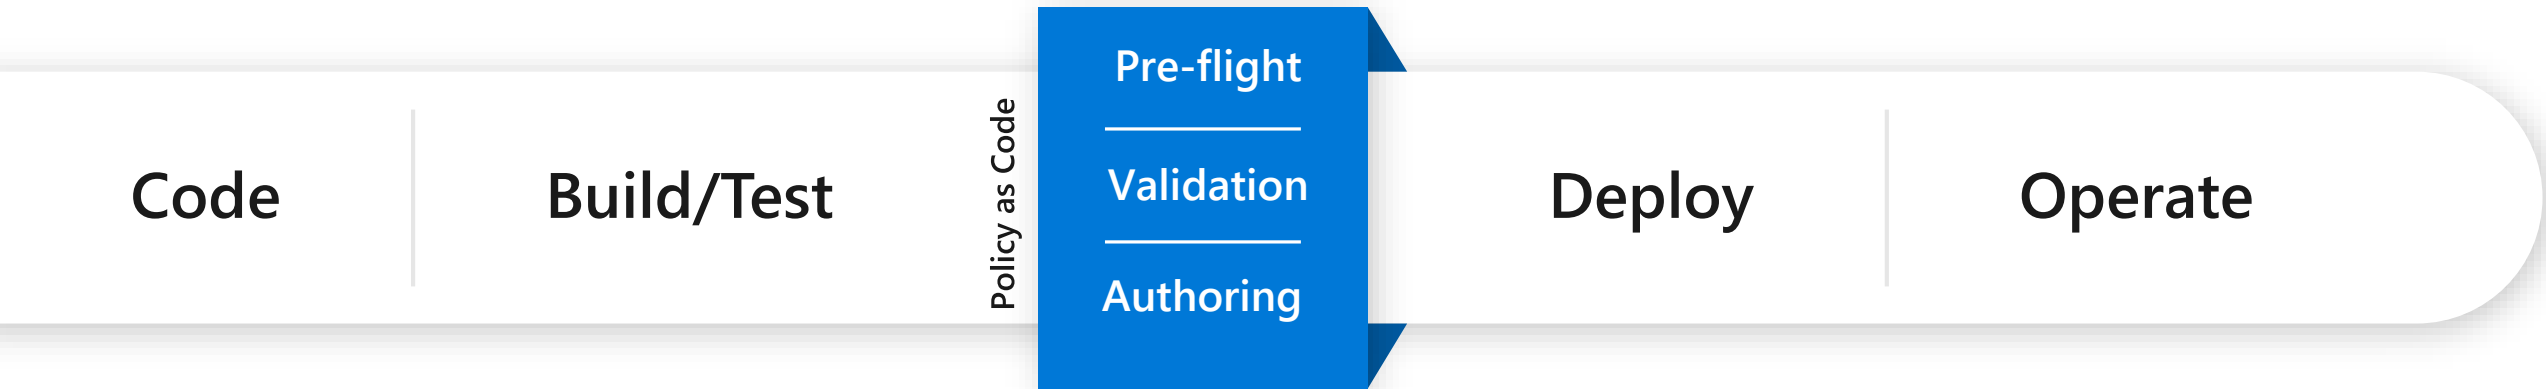 Code
Build/Test
Policy as Code
Pre-flight
Validation
Authoring
Deploy
Operate